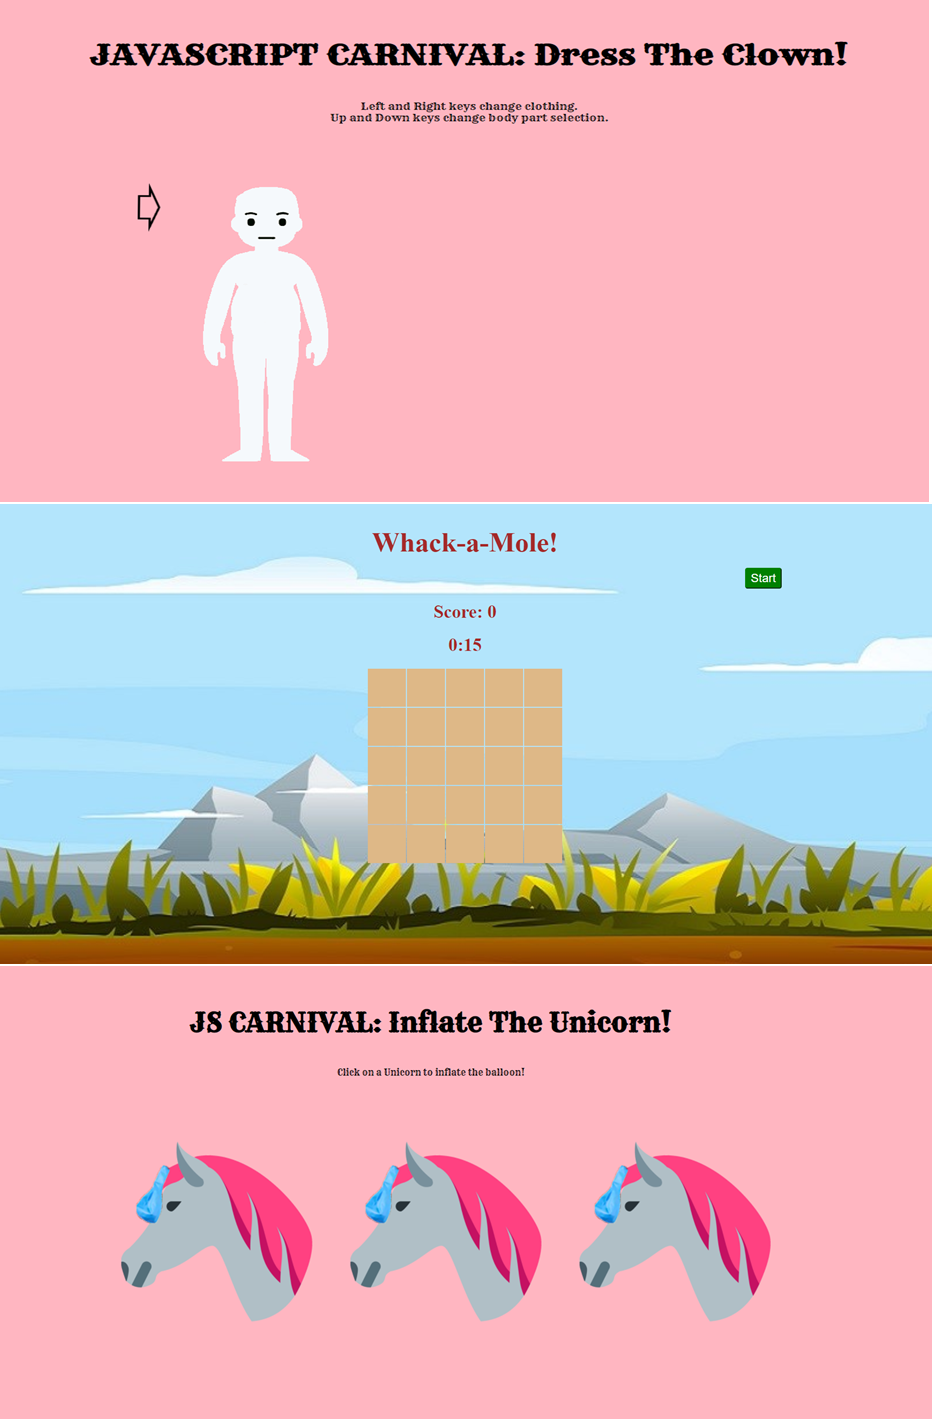 JAVASCRIPT CARNIVAL: Dress The Clown!
Left and Right keys change clothing.
Up and Down keys change body part selection.
Whack-a-Mole!
Start
Score: 0
0:15
JS CARNIVAL: Inflate The Unicorn!
Click on a Unicorn to inflate the balloon!